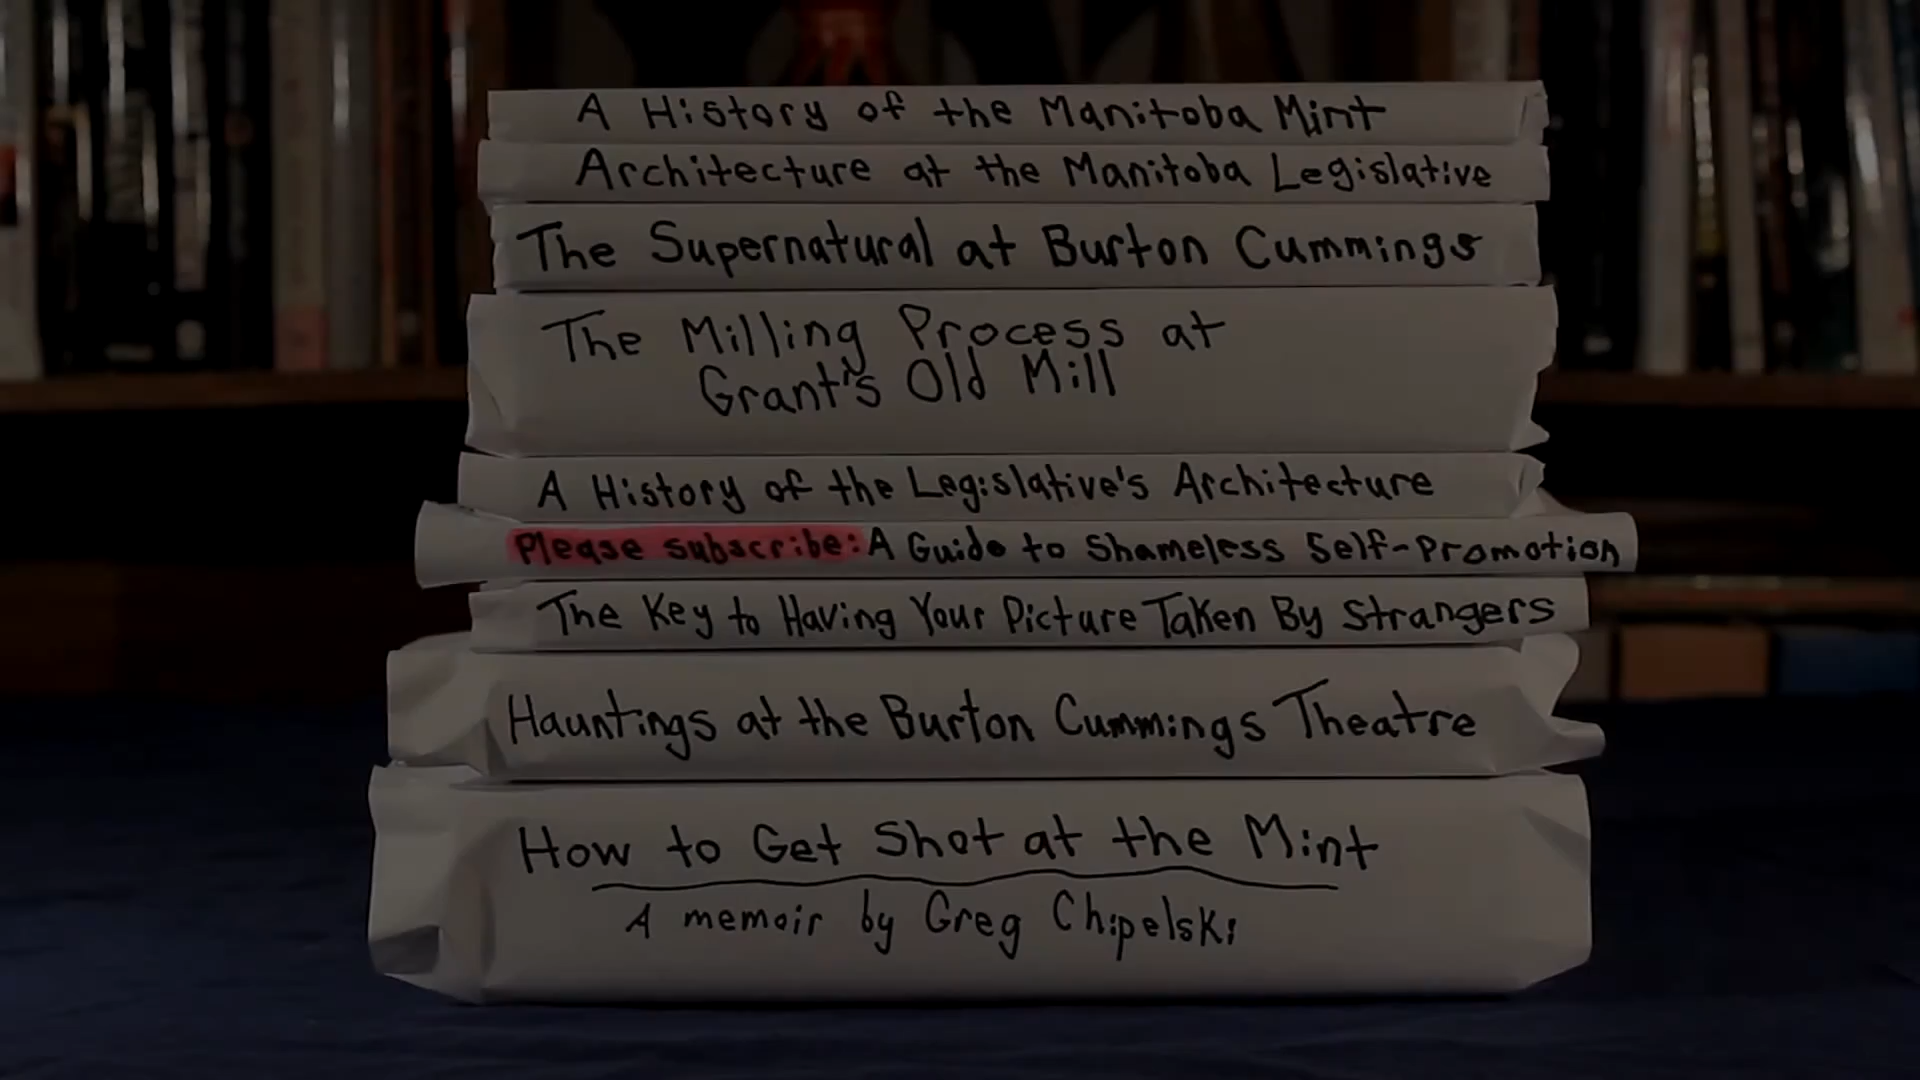 A History of the Manitoba Mint
Architecture at the Manitoba Legislative
The Supernatural at Burton Cummings
The Milling Process at
Grant's Old Mill
A History of the Legislative's Architecture
Please subscribe: A Guide to Shameless Self-Promotion
The Key to Having Your Picture Taken By Strangers
Hauntings at the Burton Cummings Theatre
How to Get Shot at the Mint
A memoir by Greg Chipelski